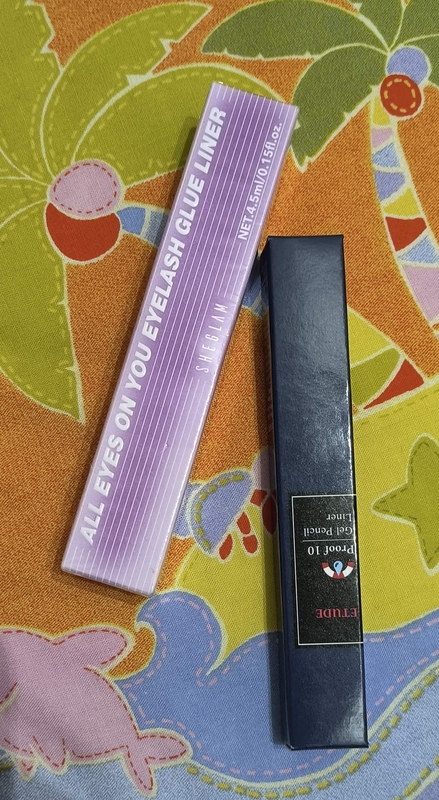 ALL EYES ON YOU EYELASH GLUE LINER
NET.4.5ml/0.15fl.oz.
SHEGLAM
ETUDE
Proof 10
Gel Pencil
Liner